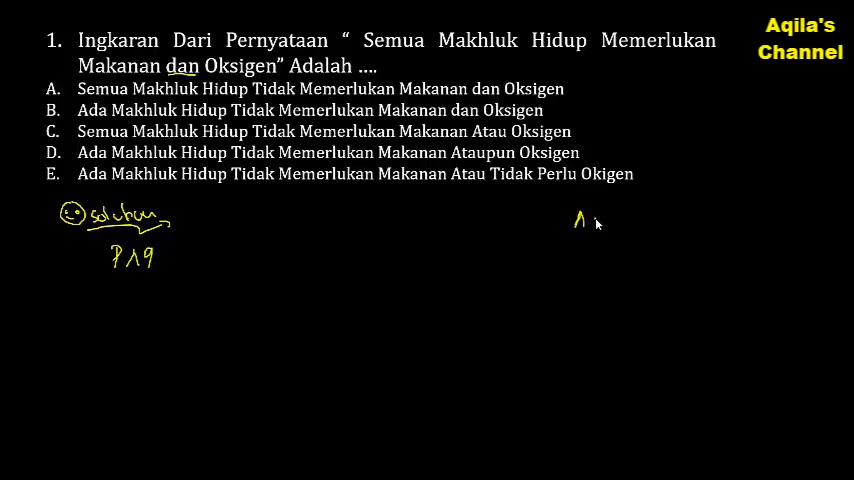 Aqila's
Channel
1. Ingkaran Dari Pernyataan “ Semua Makhluk Hidup Memerlukan
Makanan dan Oksigen” Adalah ....
A. Semua Makhluk Hidup Tidak Memerlukan Makanan dan Oksigen
B. Ada Makhluk Hidup Tidak Memerlukan Makanan dan Oksigen
C. Semua Makhluk Hidup Tidak Memerlukan Makanan Atau Oksigen
D. Ada Makhluk Hidup Tidak Memerlukan Makanan Ataupun Oksigen
E. Ada Makhluk Hidup Tidak Memerlukan Makanan Atau Tidak Perlu Okigen
solution
∧ :
P ∧ q